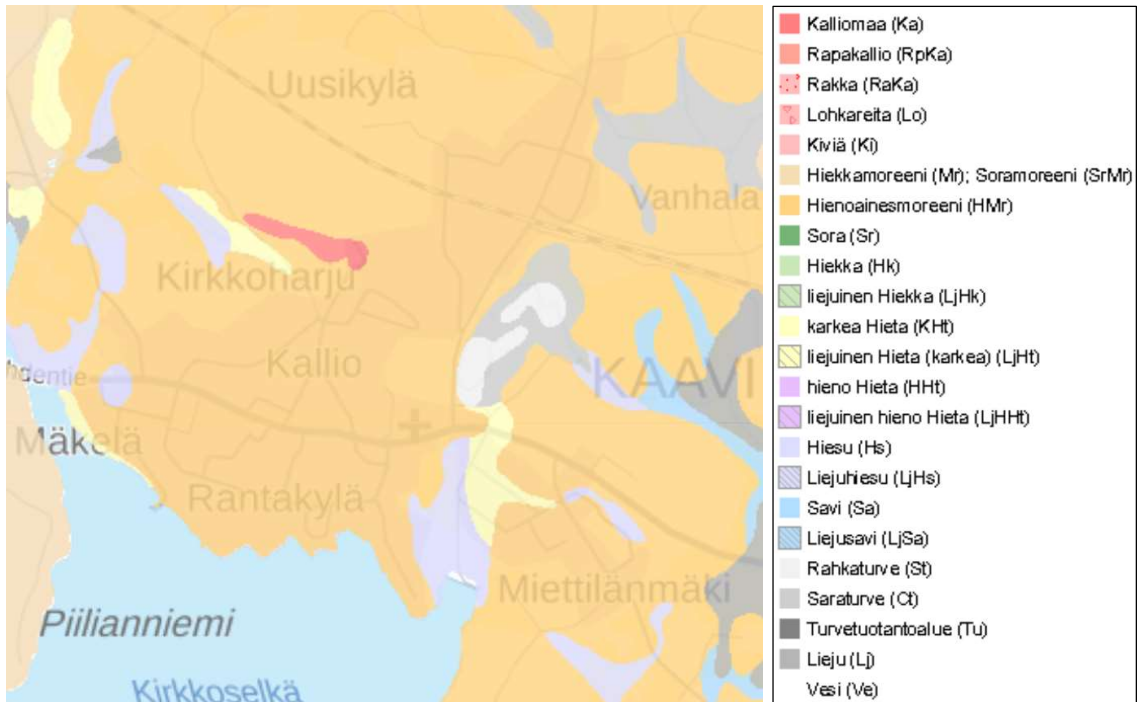 Uusikylä
Vanhala
Kirkkoharju
Kallio
KAAVI
hdentie
Mäkelä
Rantakylä
Miettilänmäki
Piilianniemi
Kirkkoselkä
Kalliomaa (Ka)
Rapakallio (RpKa)
Rakka (RaKa)
Lohkareita (Lo)
Kiviä (Ki)
Hiekkamoreeni (Mr); Soramoreeni (SrMr)
Hienoainesmoreeni (HMr)
Sora (Sr)
Hiekka (Hk)
liejuinen Hiekka (LjHk)
karkea Hieta (KHt)
liejuinen Hieta (karkea) (LjHt)
hieno Hieta (HHt)
liejuinen hieno Hieta (LjHHt)
Hiesu (Hs)
Liejuhiesu (LjHs)
Savi (Sa)
Liejusavi (LjSa)
Rahkaturve (St)
Saraturve (Ct)
Turvetuotantoalue (Tu)
Lieju (Lj)
Vesi (Ve)